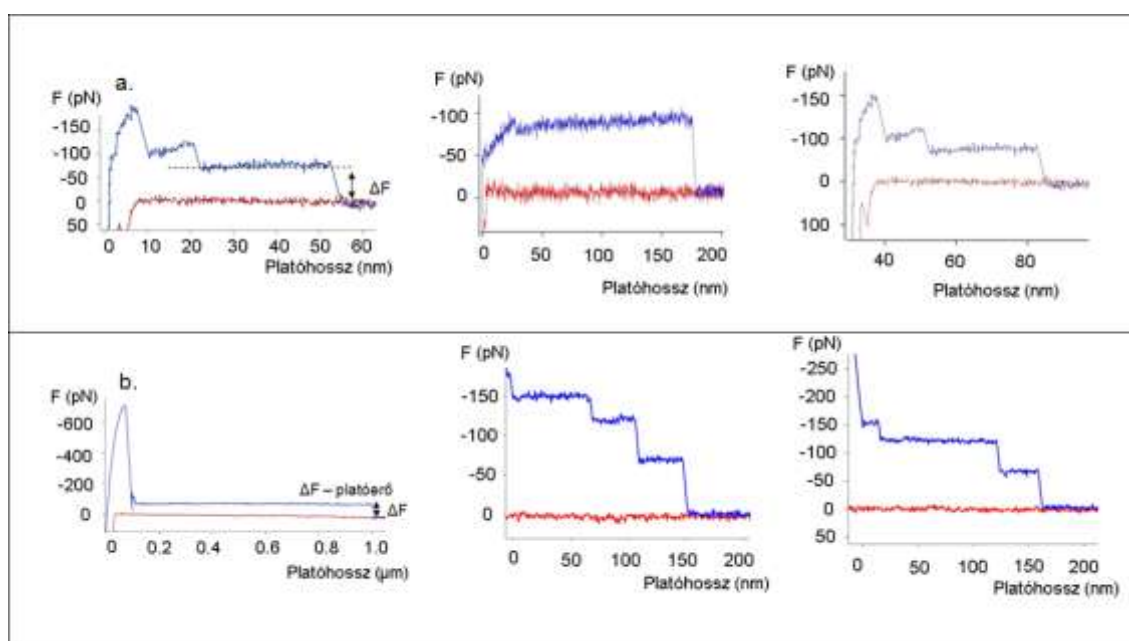 a.
F (pN)
-150
-100
-50
0
50
ΔF
0 10 20 30 40 50 60
Platóhossz (nm)
F (pN)
-100
-50
0
0 50 100 150 200
Platóhossz (nm)
F (pN)
-200
-100
0
100
40 60 80
Platóhossz (nm)
b.
F (pN)
-600
-400
-200
0
ΔF – platóerő
ΔF
0 0.2 0.4 0.6 0.8 1.0
Platóhossz (μm)
F (pN)
-150
-100
-50
0
0 50 100 150 200
Platóhossz (nm)
F (pN)
-250
-200
-150
-100
-50
0
50
0 50 100 150 200
Platóhossz (nm)